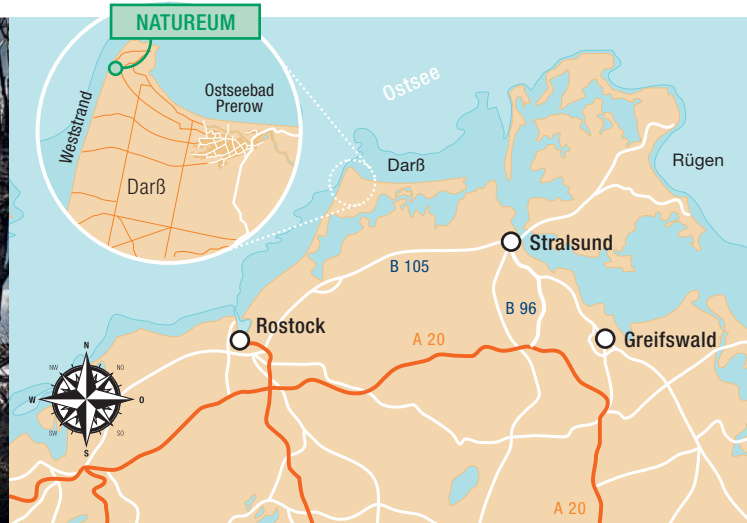 NATUREUM
Ostseebad
Prerow
Weststrand
Darß
Ostsee
Darß
Rügen
Stralsund
B 105
B 96
Rostock
A 20
Greifswald
N
NW
NO
W
O
SW
SO
S
A 20